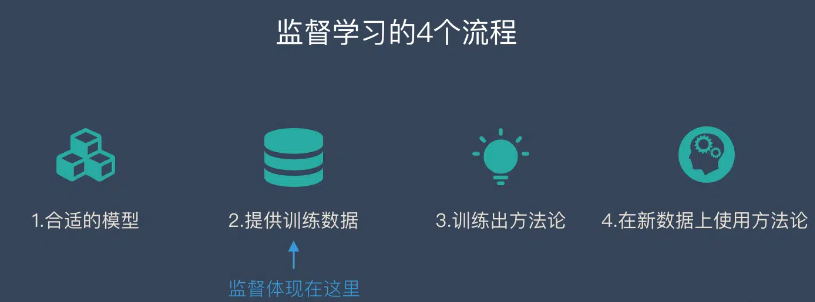 监督学习的4个流程
1.合适的模型
2.提供训练数据
3.训练出方法论
4.在新数据上使用方法论
监督体现在这里